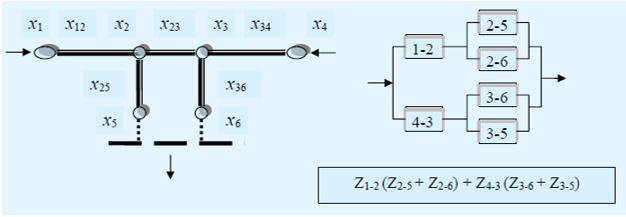 x1 x12 x2 x23 x3 x34 x4
x25 x36
x5 x6
2-5
1-2
2-6
3-6
4-3
3-5
Z1-2 (Z2-5 + Z2-6) + Z4-3 (Z3-6 + Z3-5)